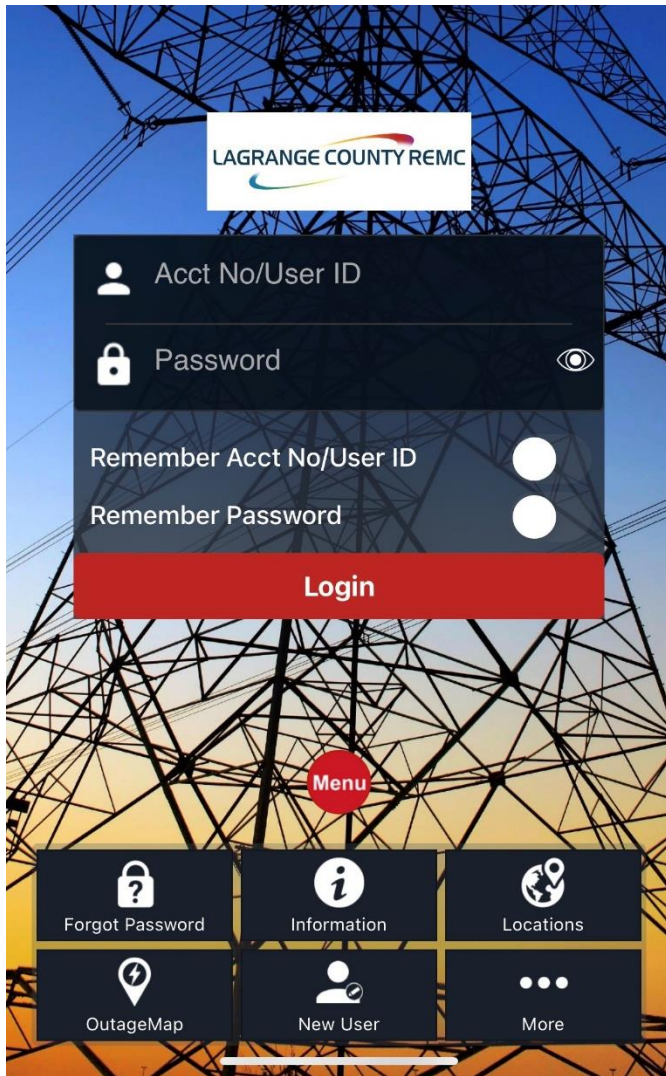 LAGRANGE COUNTY REMC
Acct No/User ID
Password
Remember Acct No/User ID
Remember Password
Login
Menu
Forgot Password
Information
Locations
OutageMap
New User
More